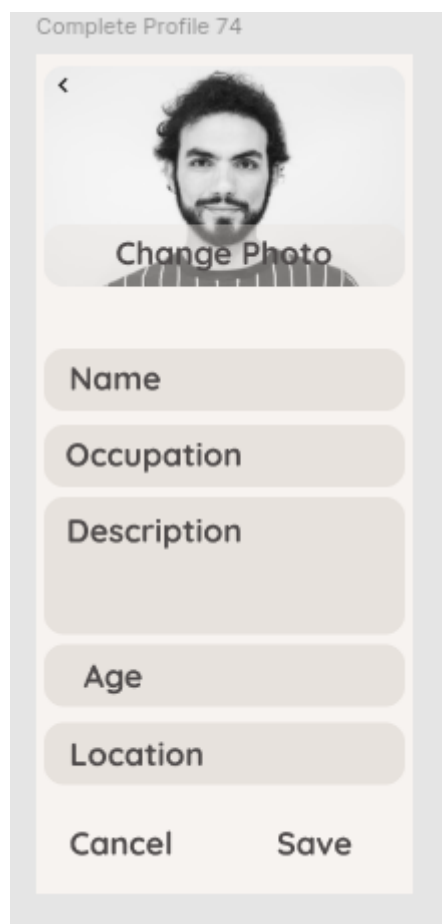 Complete Profile 74
Change Photo
Name
Occupation
Description
Age
Location
Cancel Save